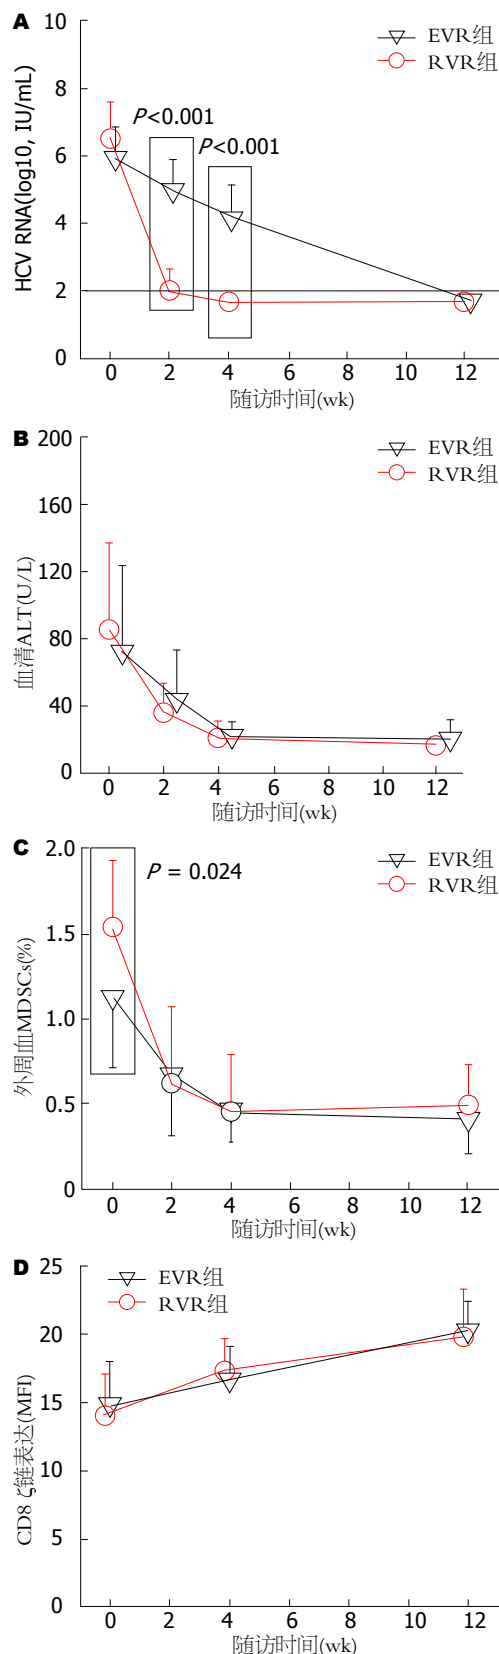 A
HCV RNA(log10, IU/mL)
10
8
6
4
2
0
EVR组
RVR组
P<0.001
P<0.001
0 2 4 6 8 10 12
随访时间(wk)
B
血清ALT(U/L)
200
160
120
80
40
0
EVR组
RVR组
0 2 4 6 8 10 12
随访时间(wk)
C
外周血MDSCs(%)
2.0
1.5
1.0
0.5
0
P = 0.024
EVR组
RVR组
0 2 4 6 8 10 12
随访时间(wk)
D
CD8 ζ链表达(MFI)
25
20
15
10
5
0
EVR组
RVR组
0 2 4 6 8 10 12
随访时间(wk)